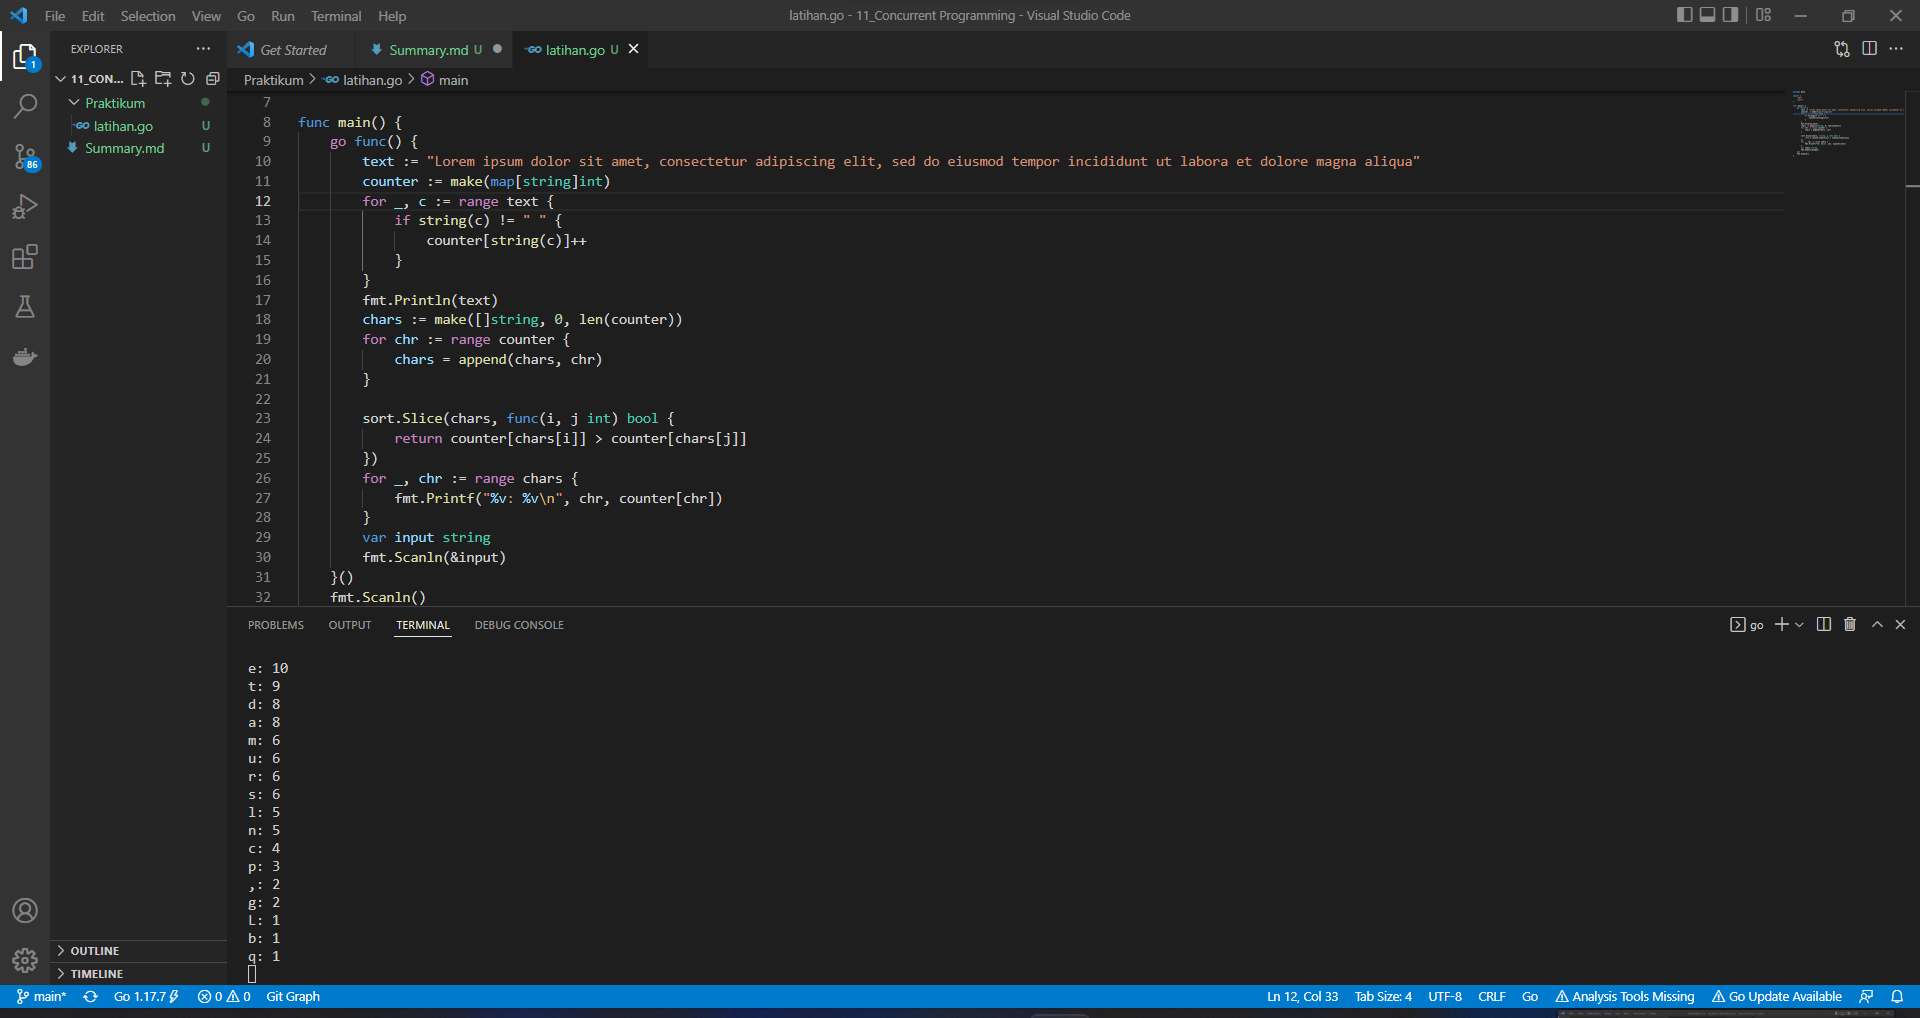 File Edit Selection View Go Run Terminal Help
latihan.go - 11_Concurrent Programming - Visual Studio Code
EXPLORER
11_CON...
Praktikum
latihan.go U
Summary.md U
1
86
Get Started
Summary.md U
latihan.go U
Praktikum > latihan.go > main
7
8 func main() {
9 go func() {
10 text := "Lorem ipsum dolor sit amet, consectetur adipiscing elit, sed do eiusmod tempor incididunt ut labora et dolore magna aliqua"
11 counter := make(map[string]int)
12 for _, c := range text {
13 if string(c) != " " {
14 counter[string(c)]++
15 }
16 }
17 fmt.Println(text)
18 chars := make([]string, 0, len(counter))
19 for chr := range counter {
20 chars = append(chars, chr)
21 }
22
23 sort.Slice(chars, func(i, j int) bool {
24 return counter[chars[i]] > counter[chars[j]]
25 })
26 for _, chr := range chars {
27 fmt.Printf("%v: %v\n", chr, counter[chr])
28 }
29 var input string
30 fmt.Scanln(&input)
31 }()
32 fmt.Scanln()
PROBLEMS OUTPUT TERMINAL DEBUG CONSOLE
go
e: 10
t: 9
d: 8
a: 8
m: 6
u: 6
r: 6
s: 6
l: 5
n: 5
c: 4
p: 3
,: 2
g: 2
L: 1
b: 1
q: 1
OUTLINE
TIMELINE
main* Go 1.17.7 0 0 Git Graph
Ln 12, Col 33 Tab Size: 4 UTF-8 CRLF Go Analysis Tools Missing Go Update Available